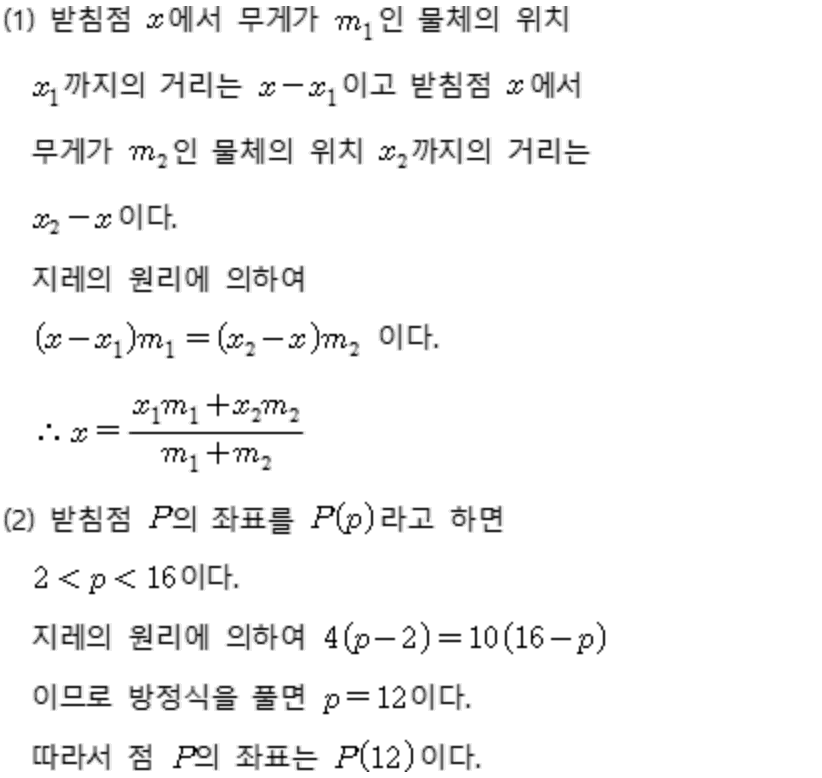 (1) 받침점 x에서 무게가 m₁인 물체의 위치
x₁까지의 거리는 x-x₁이고 받침점 x에서
무게가 m₂인 물체의 위치 x₂까지의 거리는
x₂-x이다.
지레의 원리에 의하여
(x-x₁)m₁=(x₂-x)m₂ 이다.
∴ x=(x₁m₁+x₂m₂)/(m₁+m₂)
(2) 받침점 P의 좌표를 P(p)라고 하면
2<p<16이다.
지레의 원리에 의하여 4(p-2)=10(16-p)
이므로 방정식을 풀면 p=12이다.
따라서 점 P의 좌표는 P(12)이다.